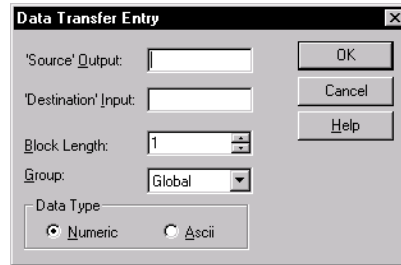 Data Transfer Entry
'Source' Output:
OK
'Destination' Input:
Cancel
Help
Block Length:
1
Group:
Global
Data Type
Numeric
Ascii